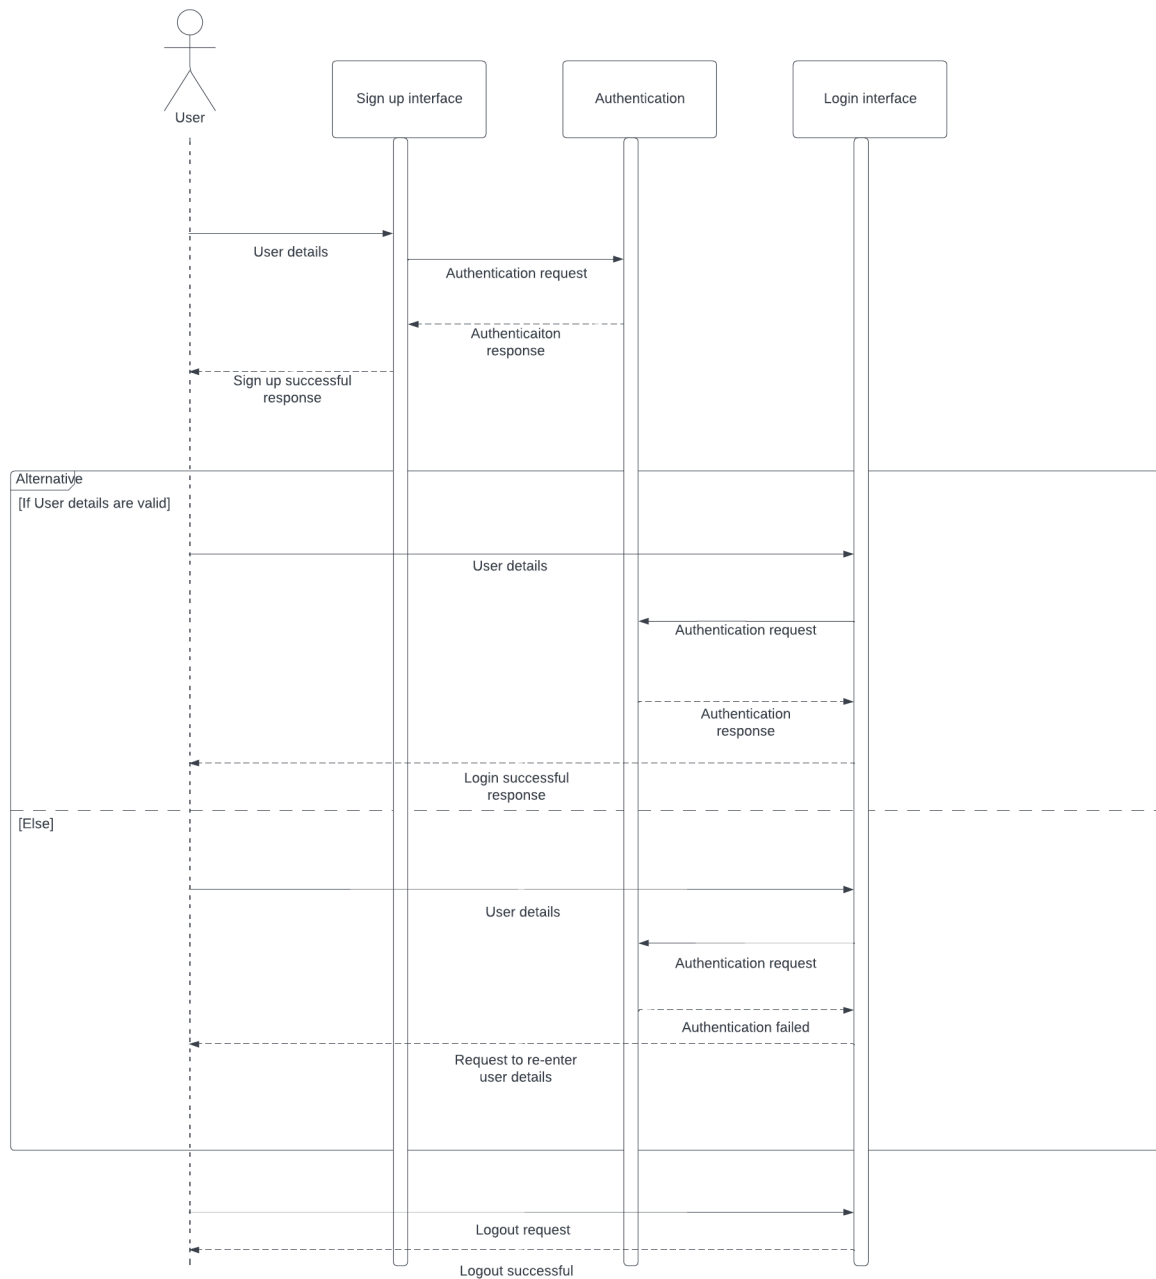 User
Sign up interface
Authentication
Login interface
User details
Authentication request
Authenticaiton
response
Sign up successful
response
Alternative
[If User details are valid]
User details
Authentication request
Authentication
response
Login successful
response
[Else]
User details
Authentication request
Authentication failed
Request to re-enter
user details
Logout request
Logout successful